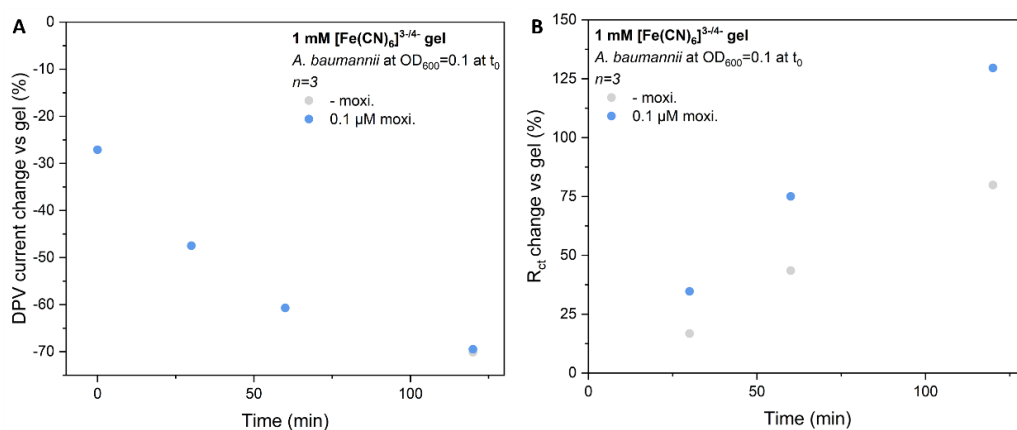 A
1 mM [Fe(CN)₆]³⁻/⁴⁻ gel
A. baumannii at OD₆₀₀=0.1 at t₀
n=3
- moxi.
0.1 µM moxi.
DPV current change vs gel (%)
0
-10
-20
-30
-40
-50
-60
-70
0
50
100
Time (min)
B
1 mM [Fe(CN)₆]³⁻/⁴⁻ gel
A. baumannii at OD₆₀₀=0.1 at t₀
n=3
- moxi.
0.1 µM moxi.
R_ct change vs gel (%)
150
125
100
75
50
25
0
0
50
100
Time (min)